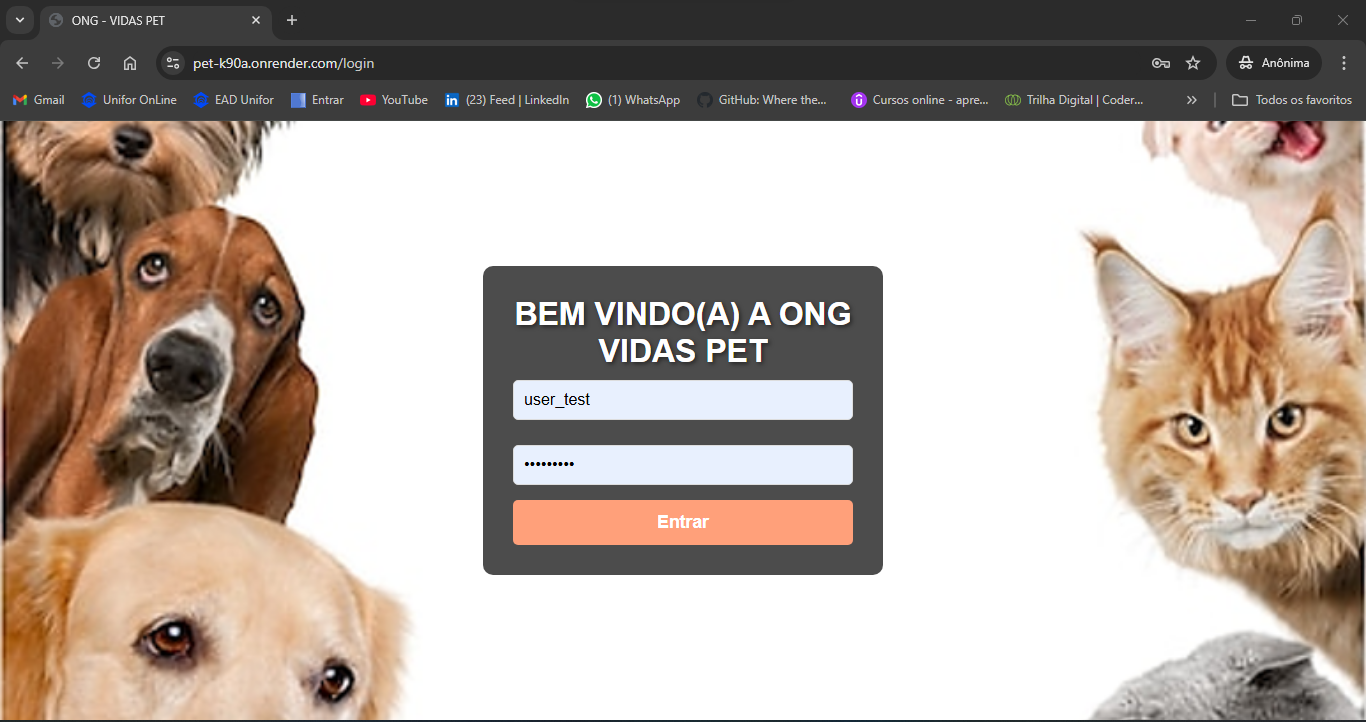 ONG - VIDAS PET
pet-k90a.onrender.com/login
Anônima
Gmail
Unifor OnLine
EAD Unifor
Entrar
YouTube
(23) Feed | LinkedIn
(1) WhatsApp
GitHub: Where the...
Cursos online - apre...
Trilha Digital | Coder...
Todos os favoritos
BEM VINDO(A) A ONG
VIDAS PET
user_test
•••••••••
Entrar